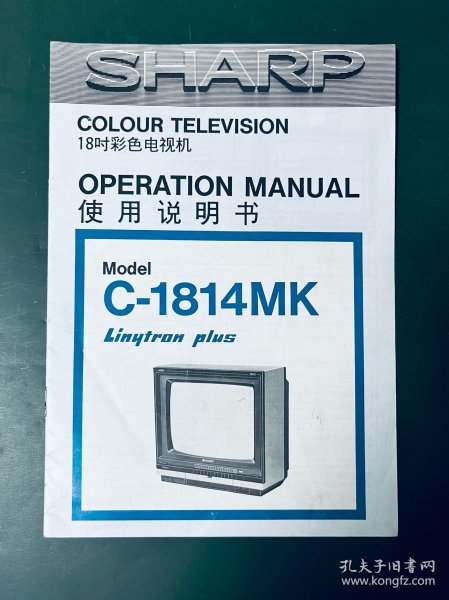 SHARP
COLOUR TELEVISION
18吋彩色电视机
OPERATION MANUAL
使用说明书
Model
C-1814MK
Linytron plus
SHARP
孔夫子旧书网
www.kongfz.com